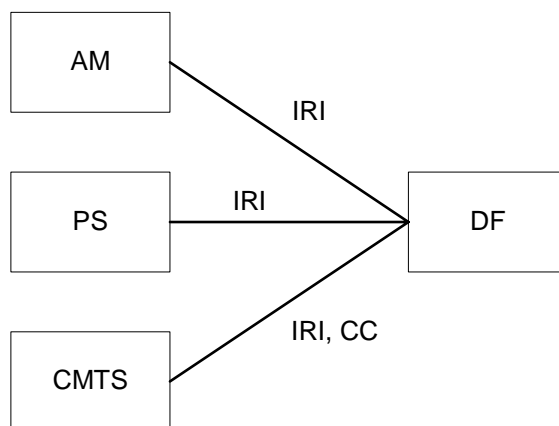 AM
IRI
PS
IRI
DF
IRI, CC
CMTS